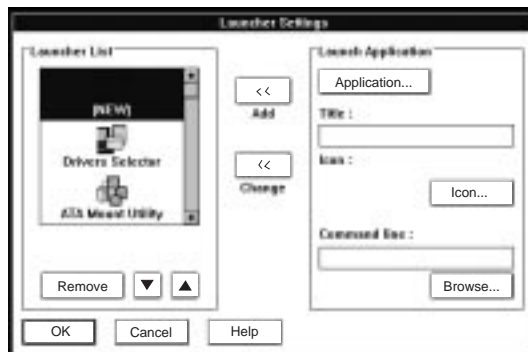 Launcher Settings
Launcher List
[NEW]
Drivers Selector
ATA Mount Utility
Remove
<<
Add
<<
Change
Launch Application
Application...
Title :
Icon :
Icon...
Command line :
Browse...
OK
Cancel
Help